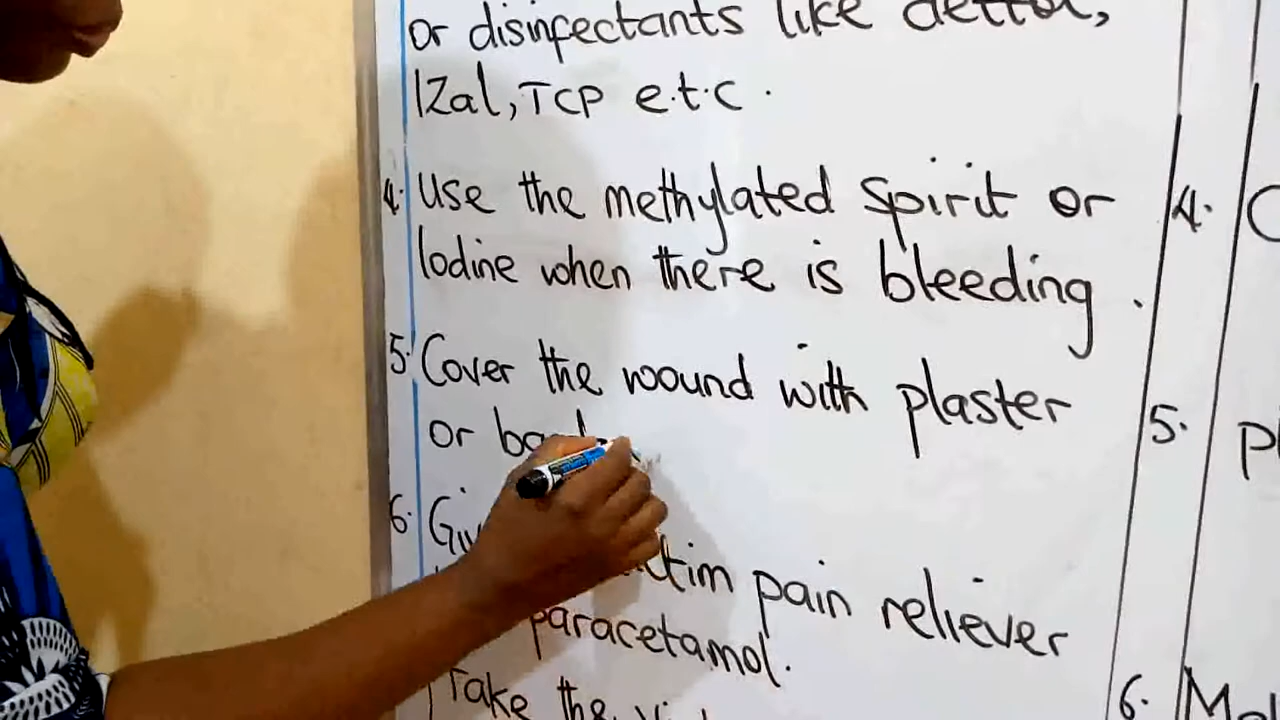 or disinfectants like dettol,
IZal, TCP e.t.c.
4. Use the methylated spirit or
Iodine when there is bleeding.
5. Cover the wound with plaster
or
6. pain reliever
paracetamol.
Take the
4.
5.
6.